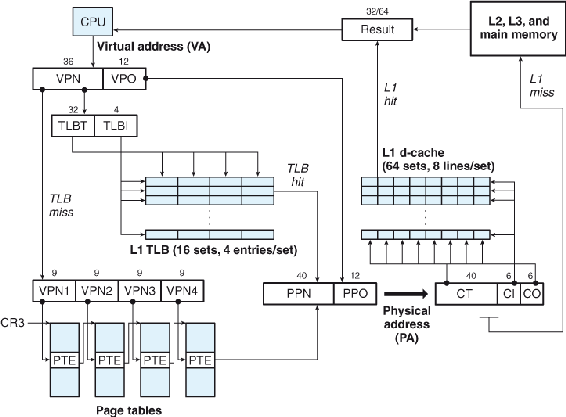 CPU
32/64
Result
L2, L3, and
main memory
Virtual address (VA)
36
12
VPN
VPO
L1
hit
L1
miss
32
4
TLBT
TLBI
L1 d-cache
(64 sets, 8 lines/set)
TLB
hit
TLB
miss
...
...
L1 TLB (16 sets, 4 entries/set)
9
9
9
9
40
12
40
6
6
VPN1
VPN2
VPN3
VPN4
PPN
PPO
CT
CI
CO
Physical
address
(PA)
CR3
PTE
PTE
PTE
PTE
Page tables